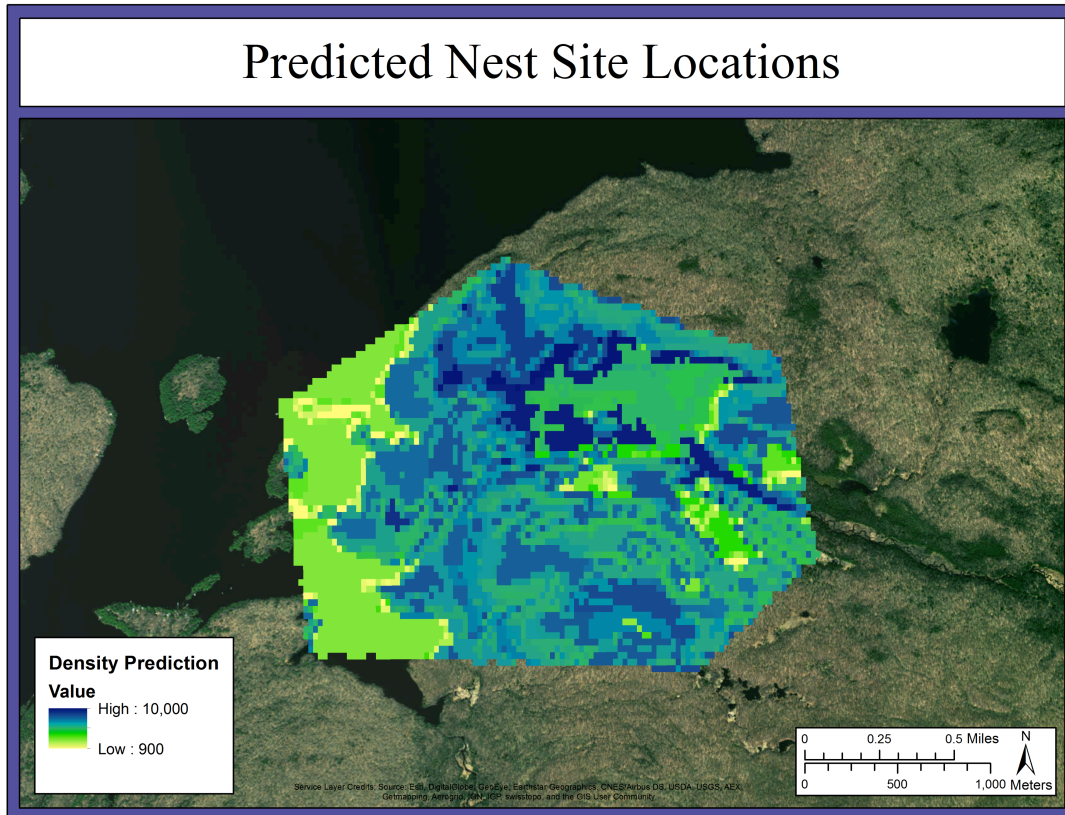 Predicted Nest Site Locations
Density Prediction
Value
High : 10,000
Low : 900
0 0.25 0.5 Miles
N
0 500 1,000 Meters
Service Layer Credits: Source: Esri, DigitalGlobe, GeoEye, Earthstar Geographics, CNES/Airbus DS, USDA, USGS, AEX,
Getmapping, Aerogrid, IGN, IGP, swisstopo, and the GIS User Community